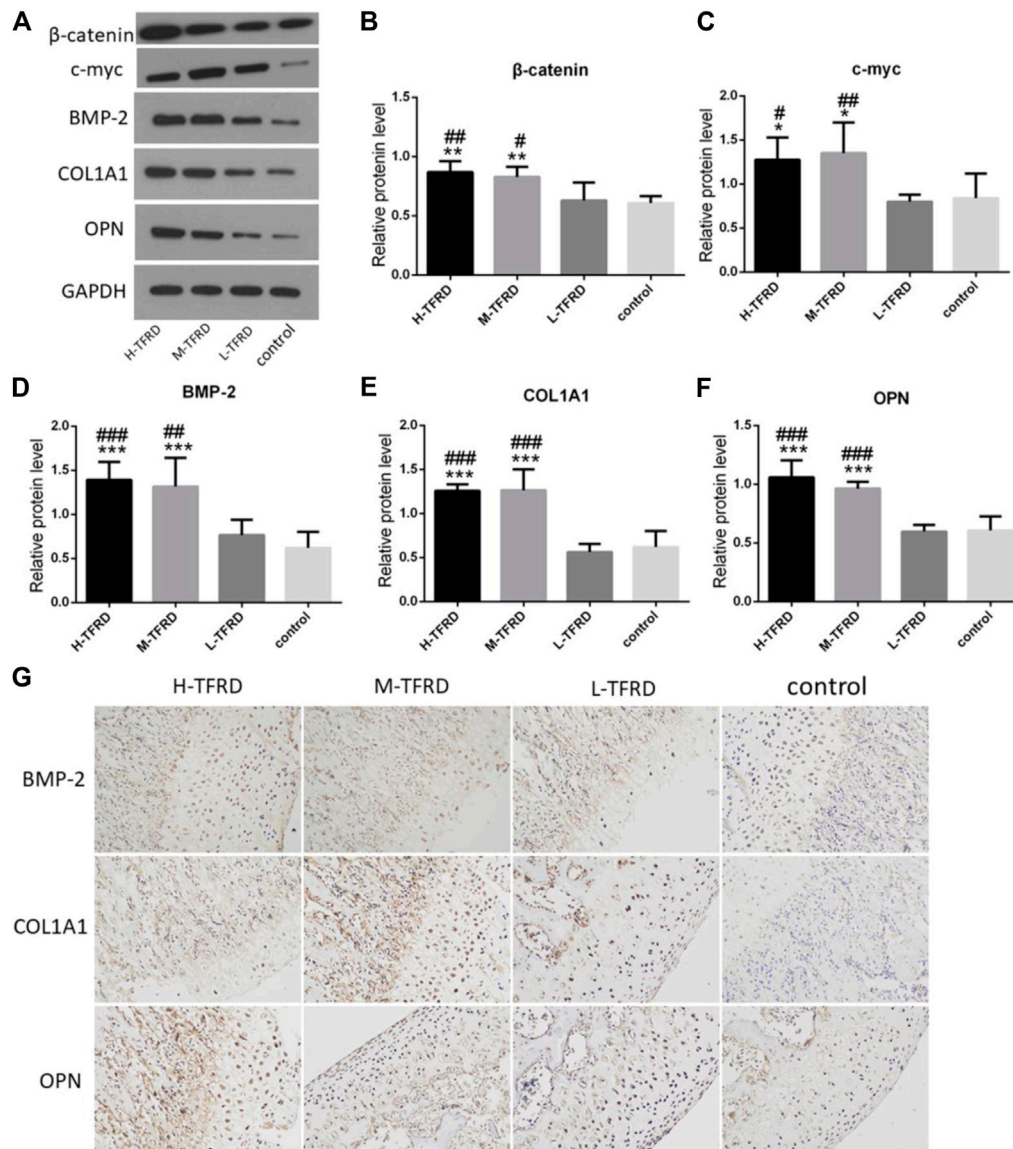 A
β-catenin
c-myc
BMP-2
COL1A1
OPN
GAPDH
H-TFRD
M-TFRD
L-TFRD
control
B
β-catenin
Relative protenin level
1.5
1.0
0.5
0.0
##
**
#
**
H-TFRD
M-TFRD
L-TFRD
control
C
c-myc
Relative protein level
2.0
1.5
1.0
0.5
0.0
#
*
##
*
H-TFRD
M-TFRD
L-TFRD
control
D
BMP-2
Relative protein level
2.0
1.5
1.0
0.5
0.0
###
***
##
***
H-TFRD
M-TFRD
L-TFRD
control
E
COL1A1
Relative protein level
2.0
1.5
1.0
0.5
0.0
###
***
###
***
H-TFRD
M-TFRD
L-TFRD
control
F
OPN
Relative protein level
1.5
1.0
0.5
0.0
###
***
###
***
H-TFRD
M-TFRD
L-TFRD
control
G
H-TFRD
M-TFRD
L-TFRD
control
BMP-2
COL1A1
OPN